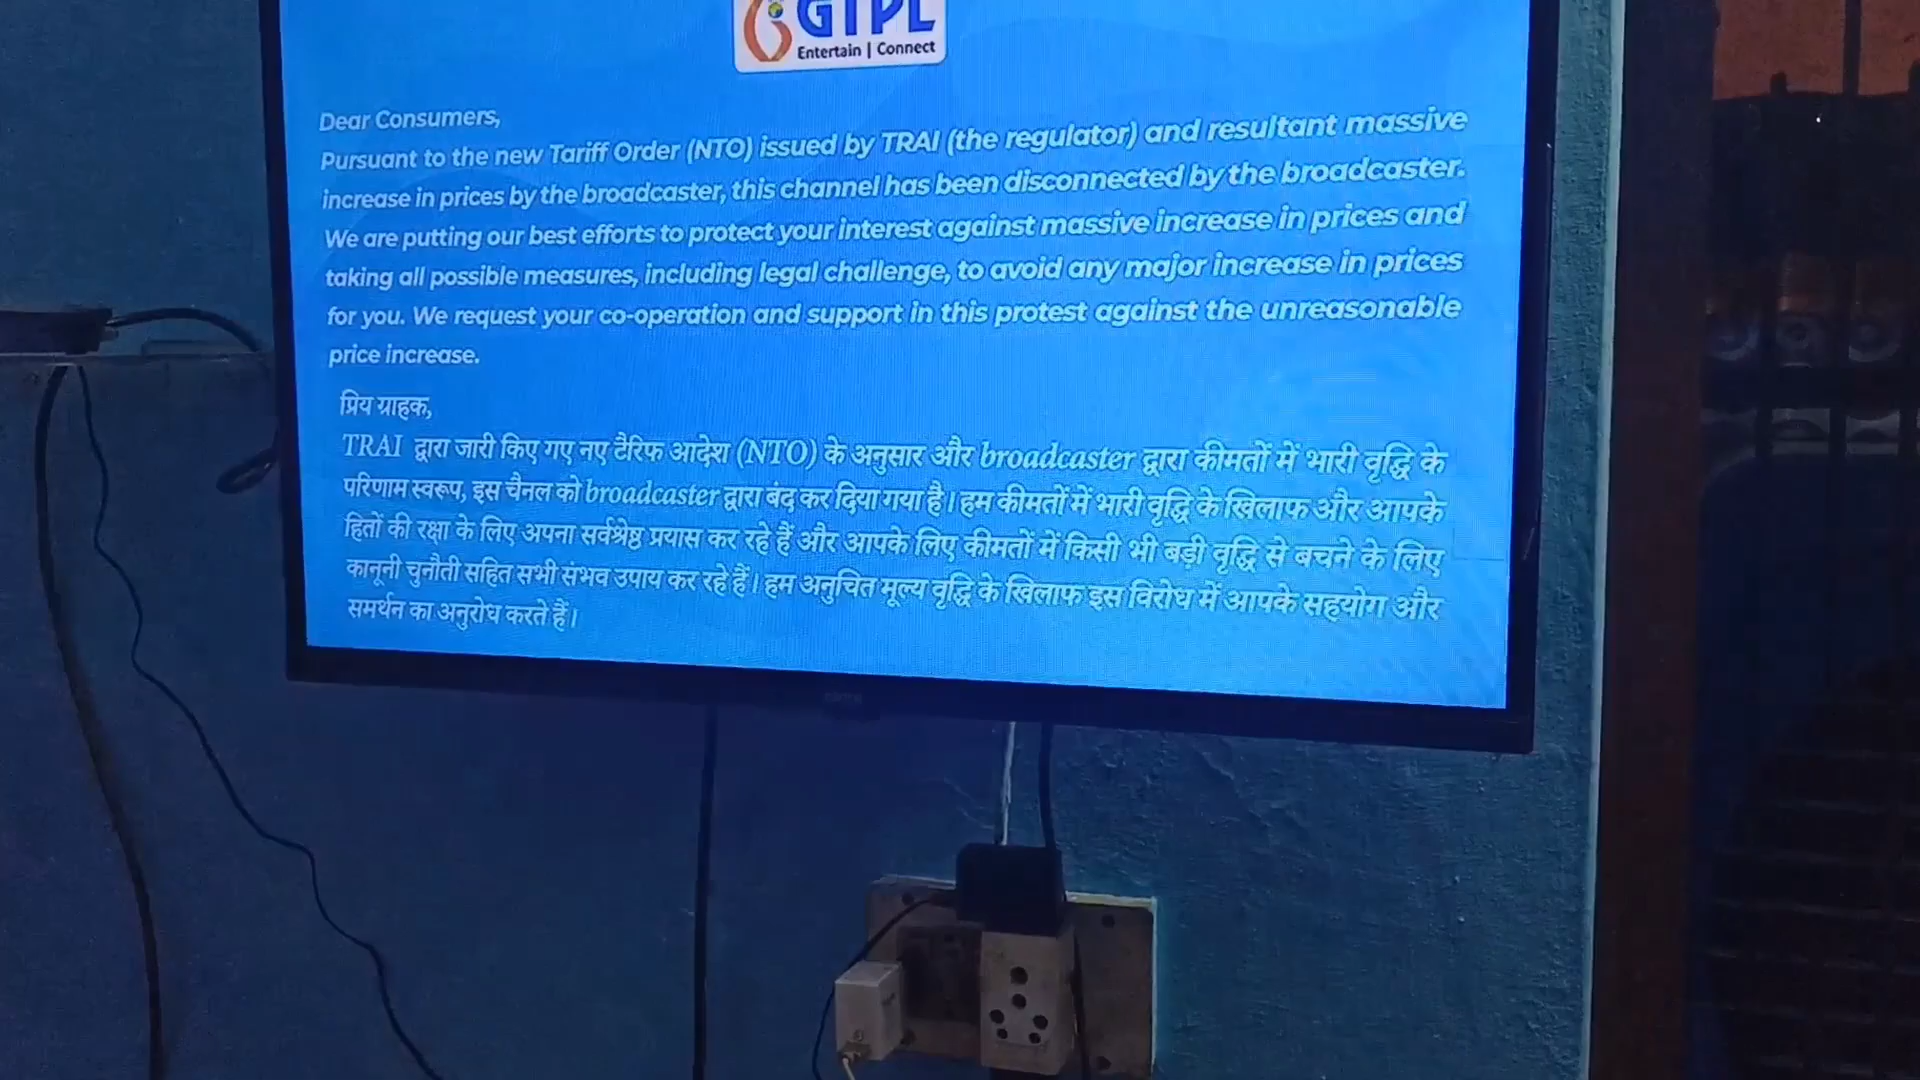 GTPL
Entertain | Connect
Dear Consumers,
Pursuant to the new Tariff Order (NTO) issued by TRAI (the regulator) and resultant massive
increase in prices by the broadcaster, this channel has been disconnected by the broadcaster.
We are putting our best efforts to protect your interest against massive increase in prices and
taking all possible measures, including legal challenge, to avoid any major increase in prices
for you. We request your co-operation and support in this protest against the unreasonable
price increase.
प्रिय ग्राहक,
TRAI द्वारा जारी किए गए नए टैरिफ आदेश (NTO) के अनुसार और broadcaster द्वारा कीमतों में भारी वृद्धि के
परिणाम स्वरूप, इस चैनल को broadcaster द्वारा बंद कर दिया गया है। हम कीमतों में भारी वृद्धि के खिलाफ और आपके
हितों की रक्षा के लिए अपना सर्वश्रेष्ठ प्रयास कर रहे हैं और आपके लिए कीमतों में किसी भी बड़ी वृद्धि से बचने के लिए
कानूनी चुनौती सहित सभी संभव उपाय कर रहे हैं। हम अनुचित मूल्य वृद्धि के खिलाफ इस विरोध में आपके सहयोग और
समर्थन का अनुरोध करते हैं।